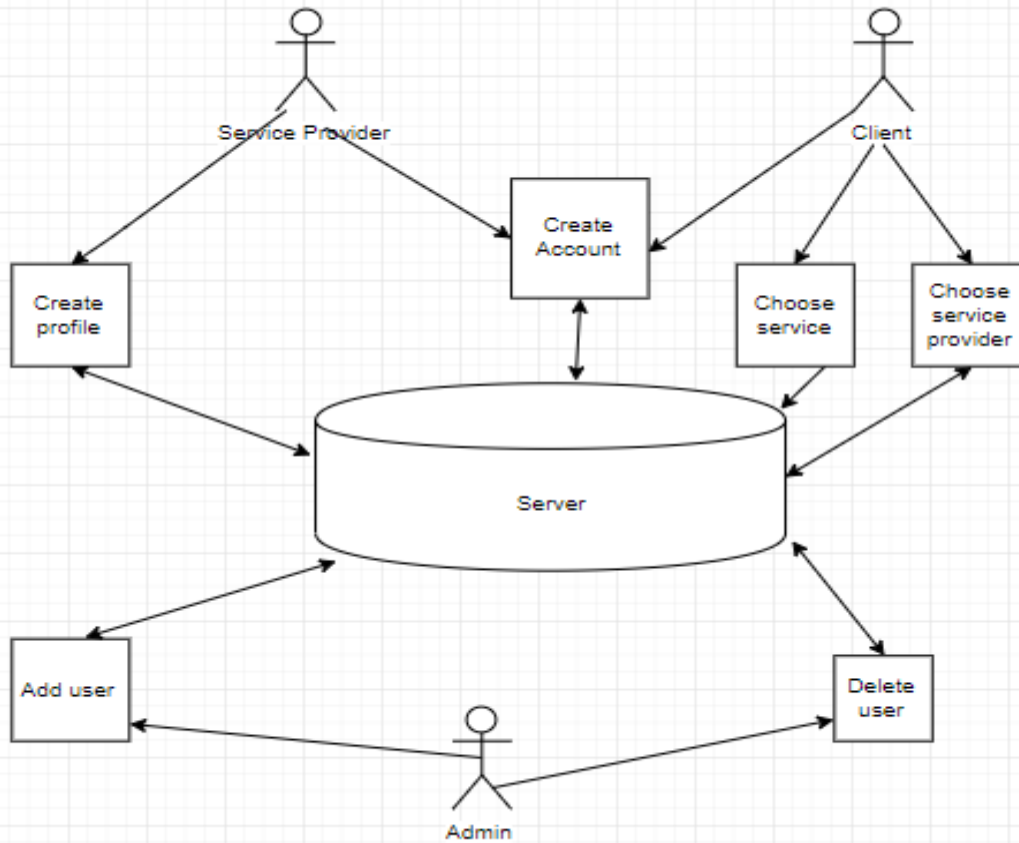 Service Provider
Client
Create
Account
Create
profile
Choose
service
Choose
service
provider
Server
Add user
Delete
user
Admin